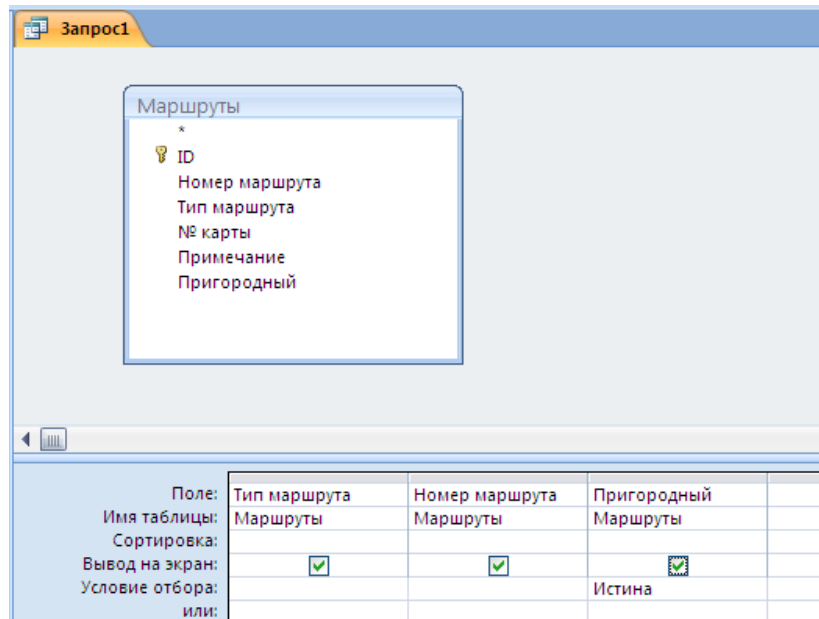 Запрос1
Маршруты
*
ID
Номер маршрута
Тип маршрута
№ карты
Примечание
Пригородный
Поле: Тип маршрута Номер маршрута Пригородный
Имя таблицы: Маршруты Маршруты Маршруты
Сортировка:
Вывод на экран:
Условие отбора: Истина
или: